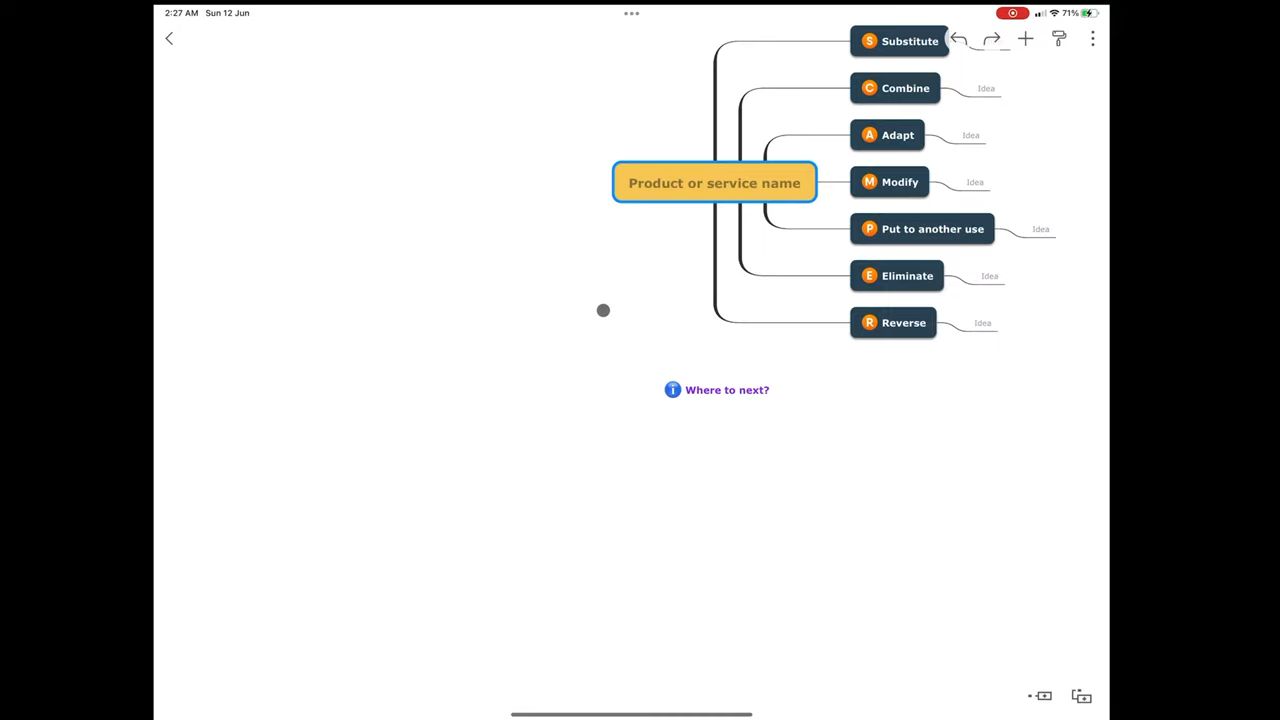 2:27 AM Sun 12 Jun
71%
S Substitute
C Combine
Idea
A Adapt
Idea
Product or service name
M Modify
Idea
P Put to another use
Idea
E Eliminate
Idea
R Reverse
Idea
i Where to next?